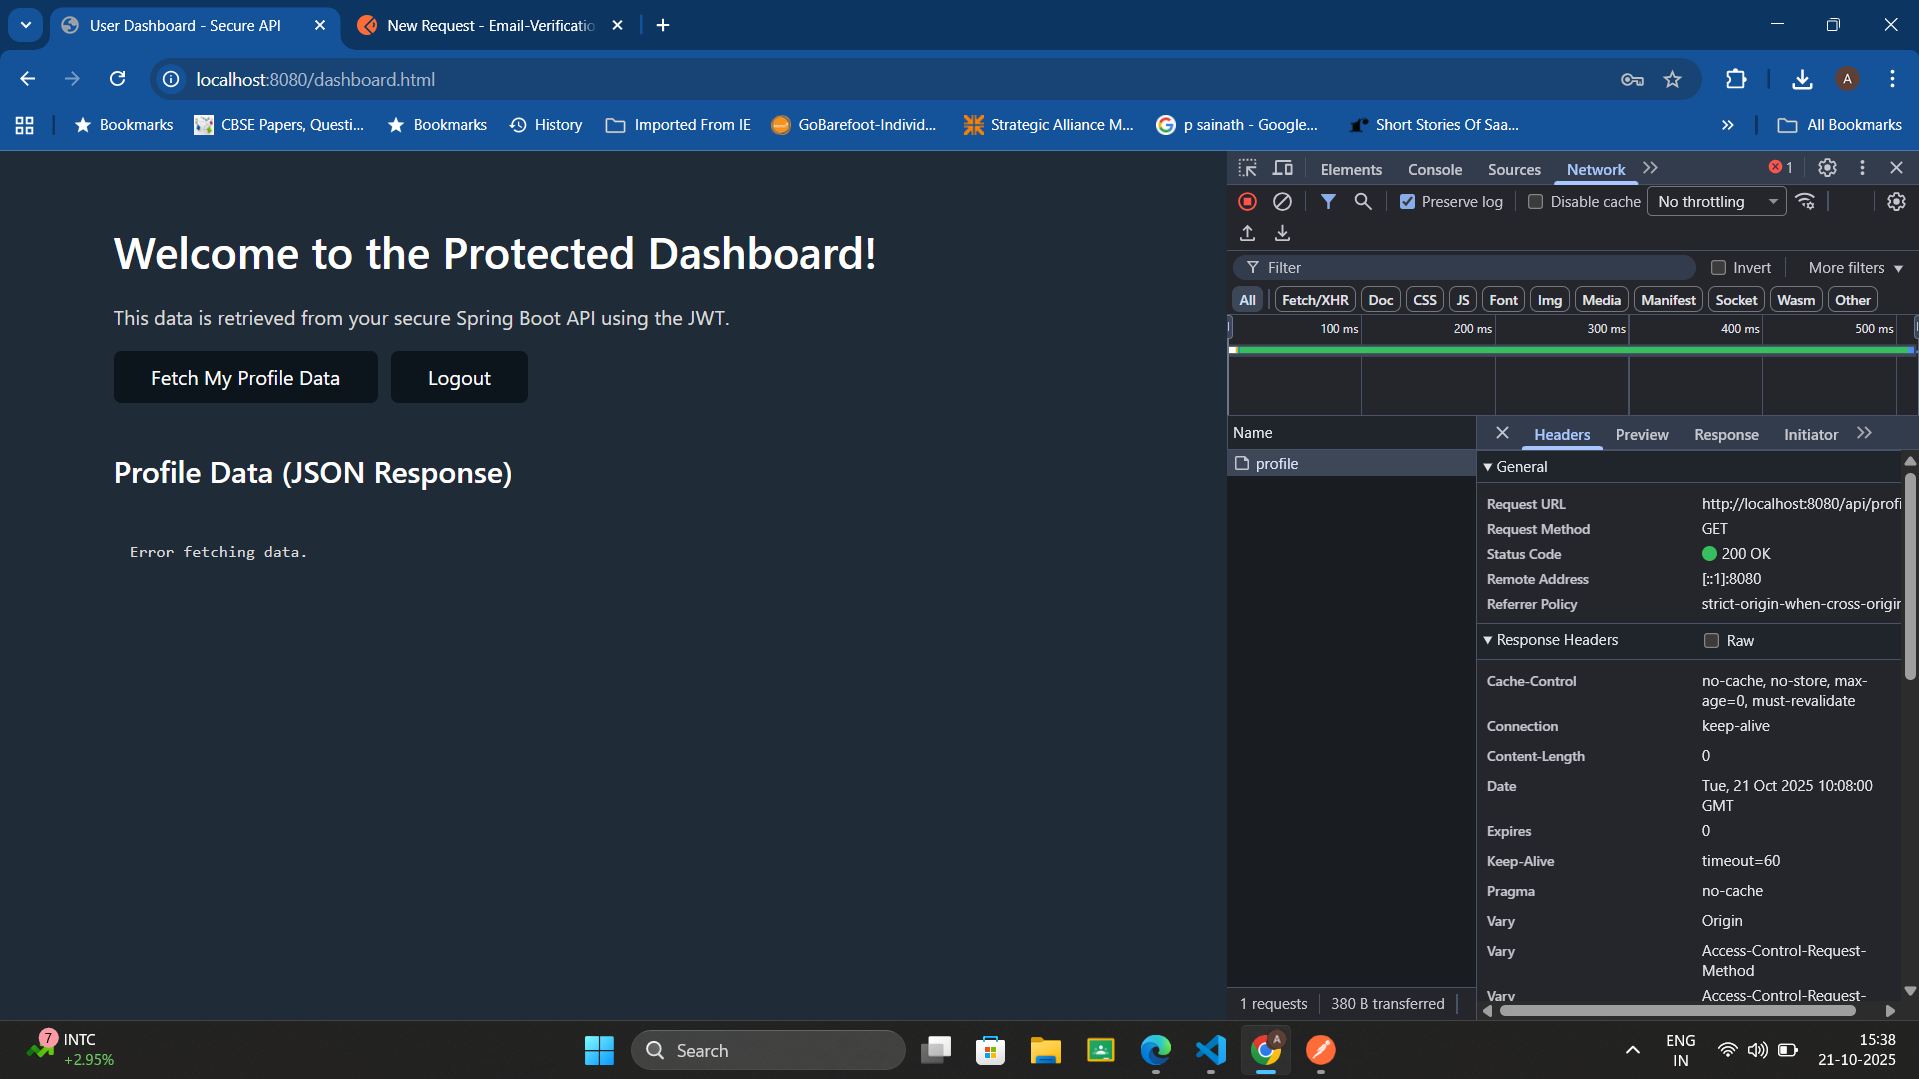 User Dashboard - Secure API
New Request - Email-Verificatio
localhost:8080/dashboard.html
A
Bookmarks
CBSE Papers, Questi...
Bookmarks
History
Imported From IE
GoBarefoot-Individ...
Strategic Alliance M...
p sainath - Google...
Short Stories Of Saa...
All Bookmarks
Welcome to the Protected Dashboard!
This data is retrieved from your secure Spring Boot API using the JWT.
Fetch My Profile Data
Logout
Profile Data (JSON Response)
Error fetching data.
Elements Console Sources Network 1
Preserve log Disable cache No throttling
Filter Invert More filters
All Fetch/XHR Doc CSS JS Font Img Media Manifest Socket Wasm Other
100 ms 200 ms 300 ms 400 ms 500 ms
Name
profile
Headers Preview Response Initiator
General
Request URL http://localhost:8080/api/profi
Request Method GET
Status Code 200 OK
Remote Address [::1]:8080
Referrer Policy strict-origin-when-cross-origin
Response Headers Raw
Cache-Control no-cache, no-store, max-
age=0, must-revalidate
Connection keep-alive
Content-Length 0
Date Tue, 21 Oct 2025 10:08:00
GMT
Expires 0
Keep-Alive timeout=60
Pragma no-cache
Vary Origin
Vary Access-Control-Request-
Method
Vary Access-Control-Request-
1 requests 380 B transferred
7
INTC
+2.95%
Search
A
ENG
IN
15:38
21-10-2025